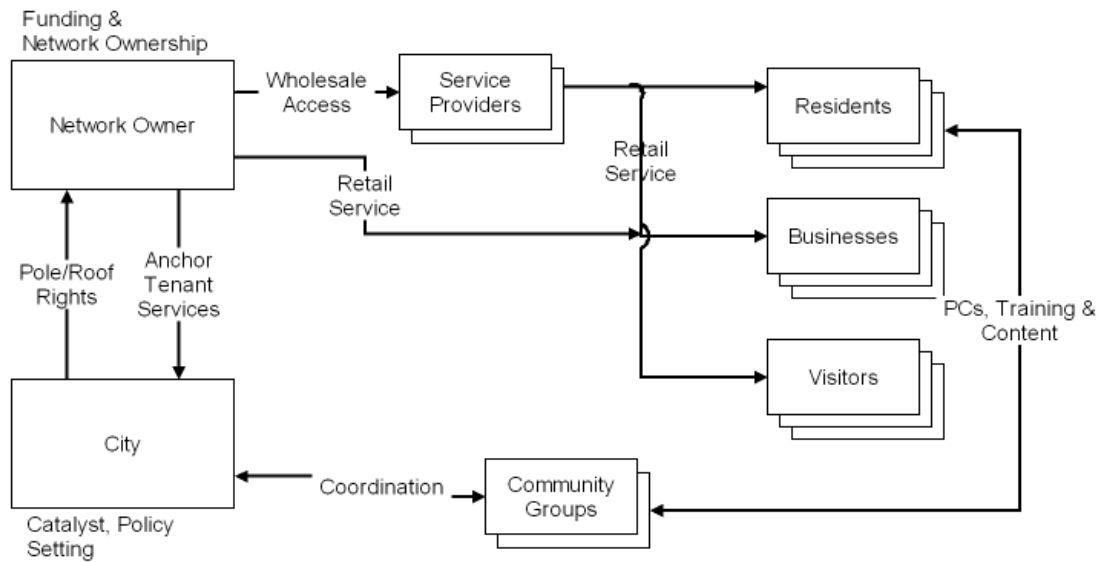 Funding &
Network Ownership
Network Owner
Wholesale
Access
Service
Providers
Residents
Retail
Service
Retail
Service
Businesses
Pole/Roof
Rights
Anchor
Tenant
Services
PCs, Training &
Content
Visitors
City
Coordination
Community
Groups
Catalyst, Policy
Setting